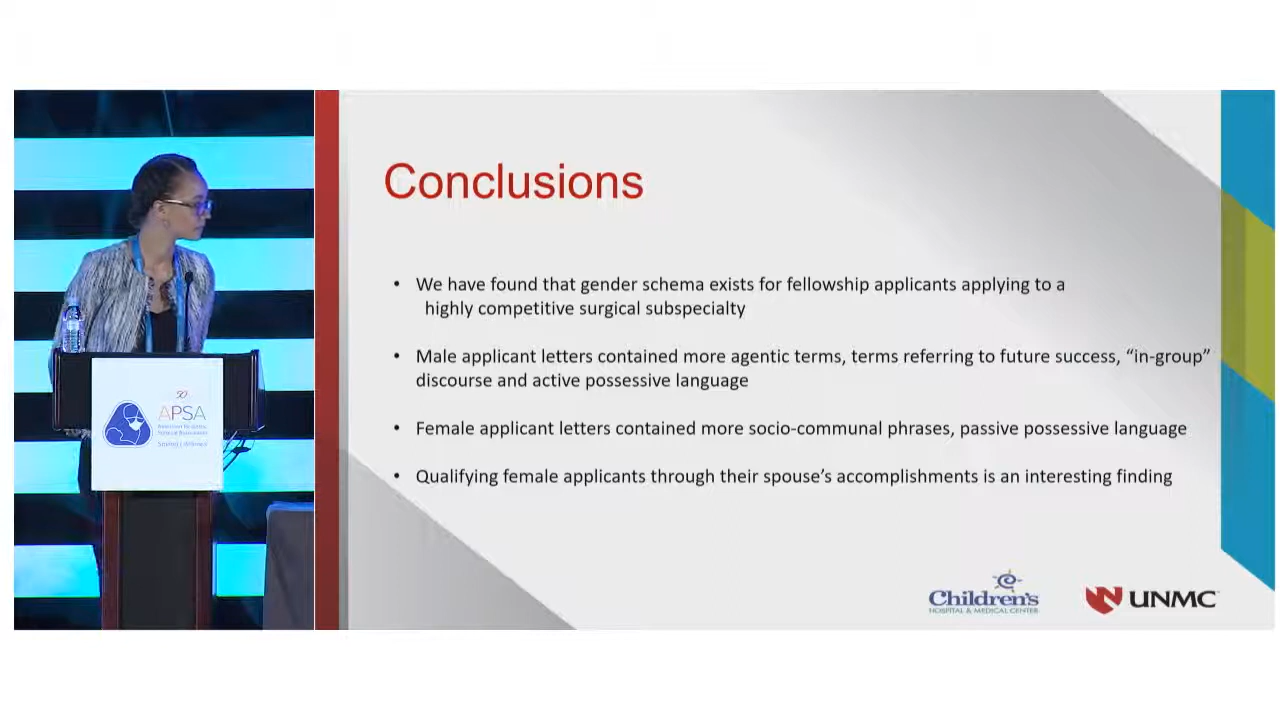 Conclusions
• We have found that gender schema exists for fellowship applicants applying to a
highly competitive surgical subspecialty
• Male applicant letters contained more agentic terms, terms referring to future success, “in-group”
discourse and active possessive language
• Female applicant letters contained more socio-communal phrases, passive possessive language
• Qualifying female applicants through their spouse’s accomplishments is an interesting finding
50
APSA
Children's
HOSPITAL & MEDICAL CENTER
UNMC